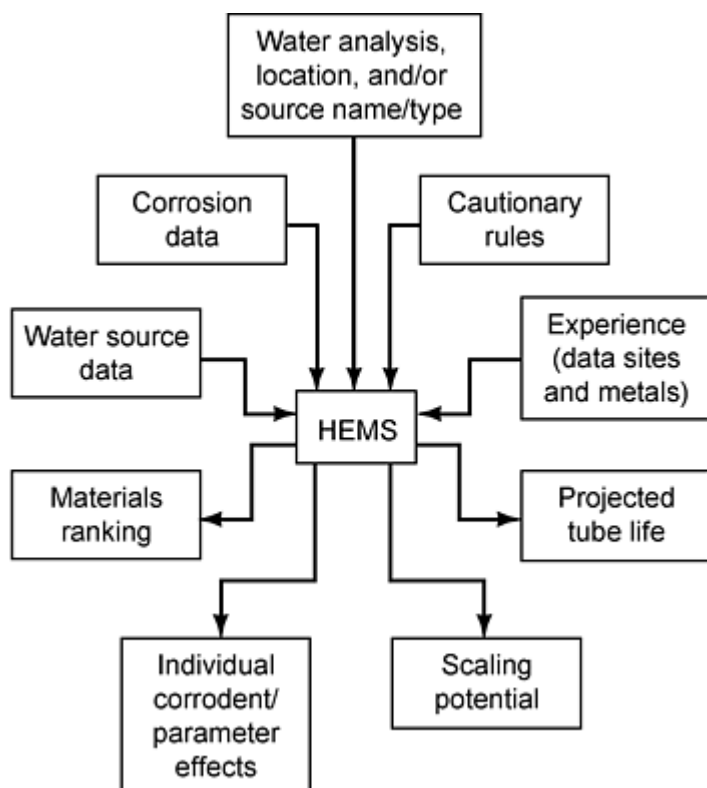 Water analysis,
location, and/or
source name/type
Corrosion
data
Cautionary
rules
Water source
data
Experience
(data sites
and metals)
HEMS
Materials
ranking
Projected
tube life
Individual
corrodent/
parameter
effects
Scaling
potential